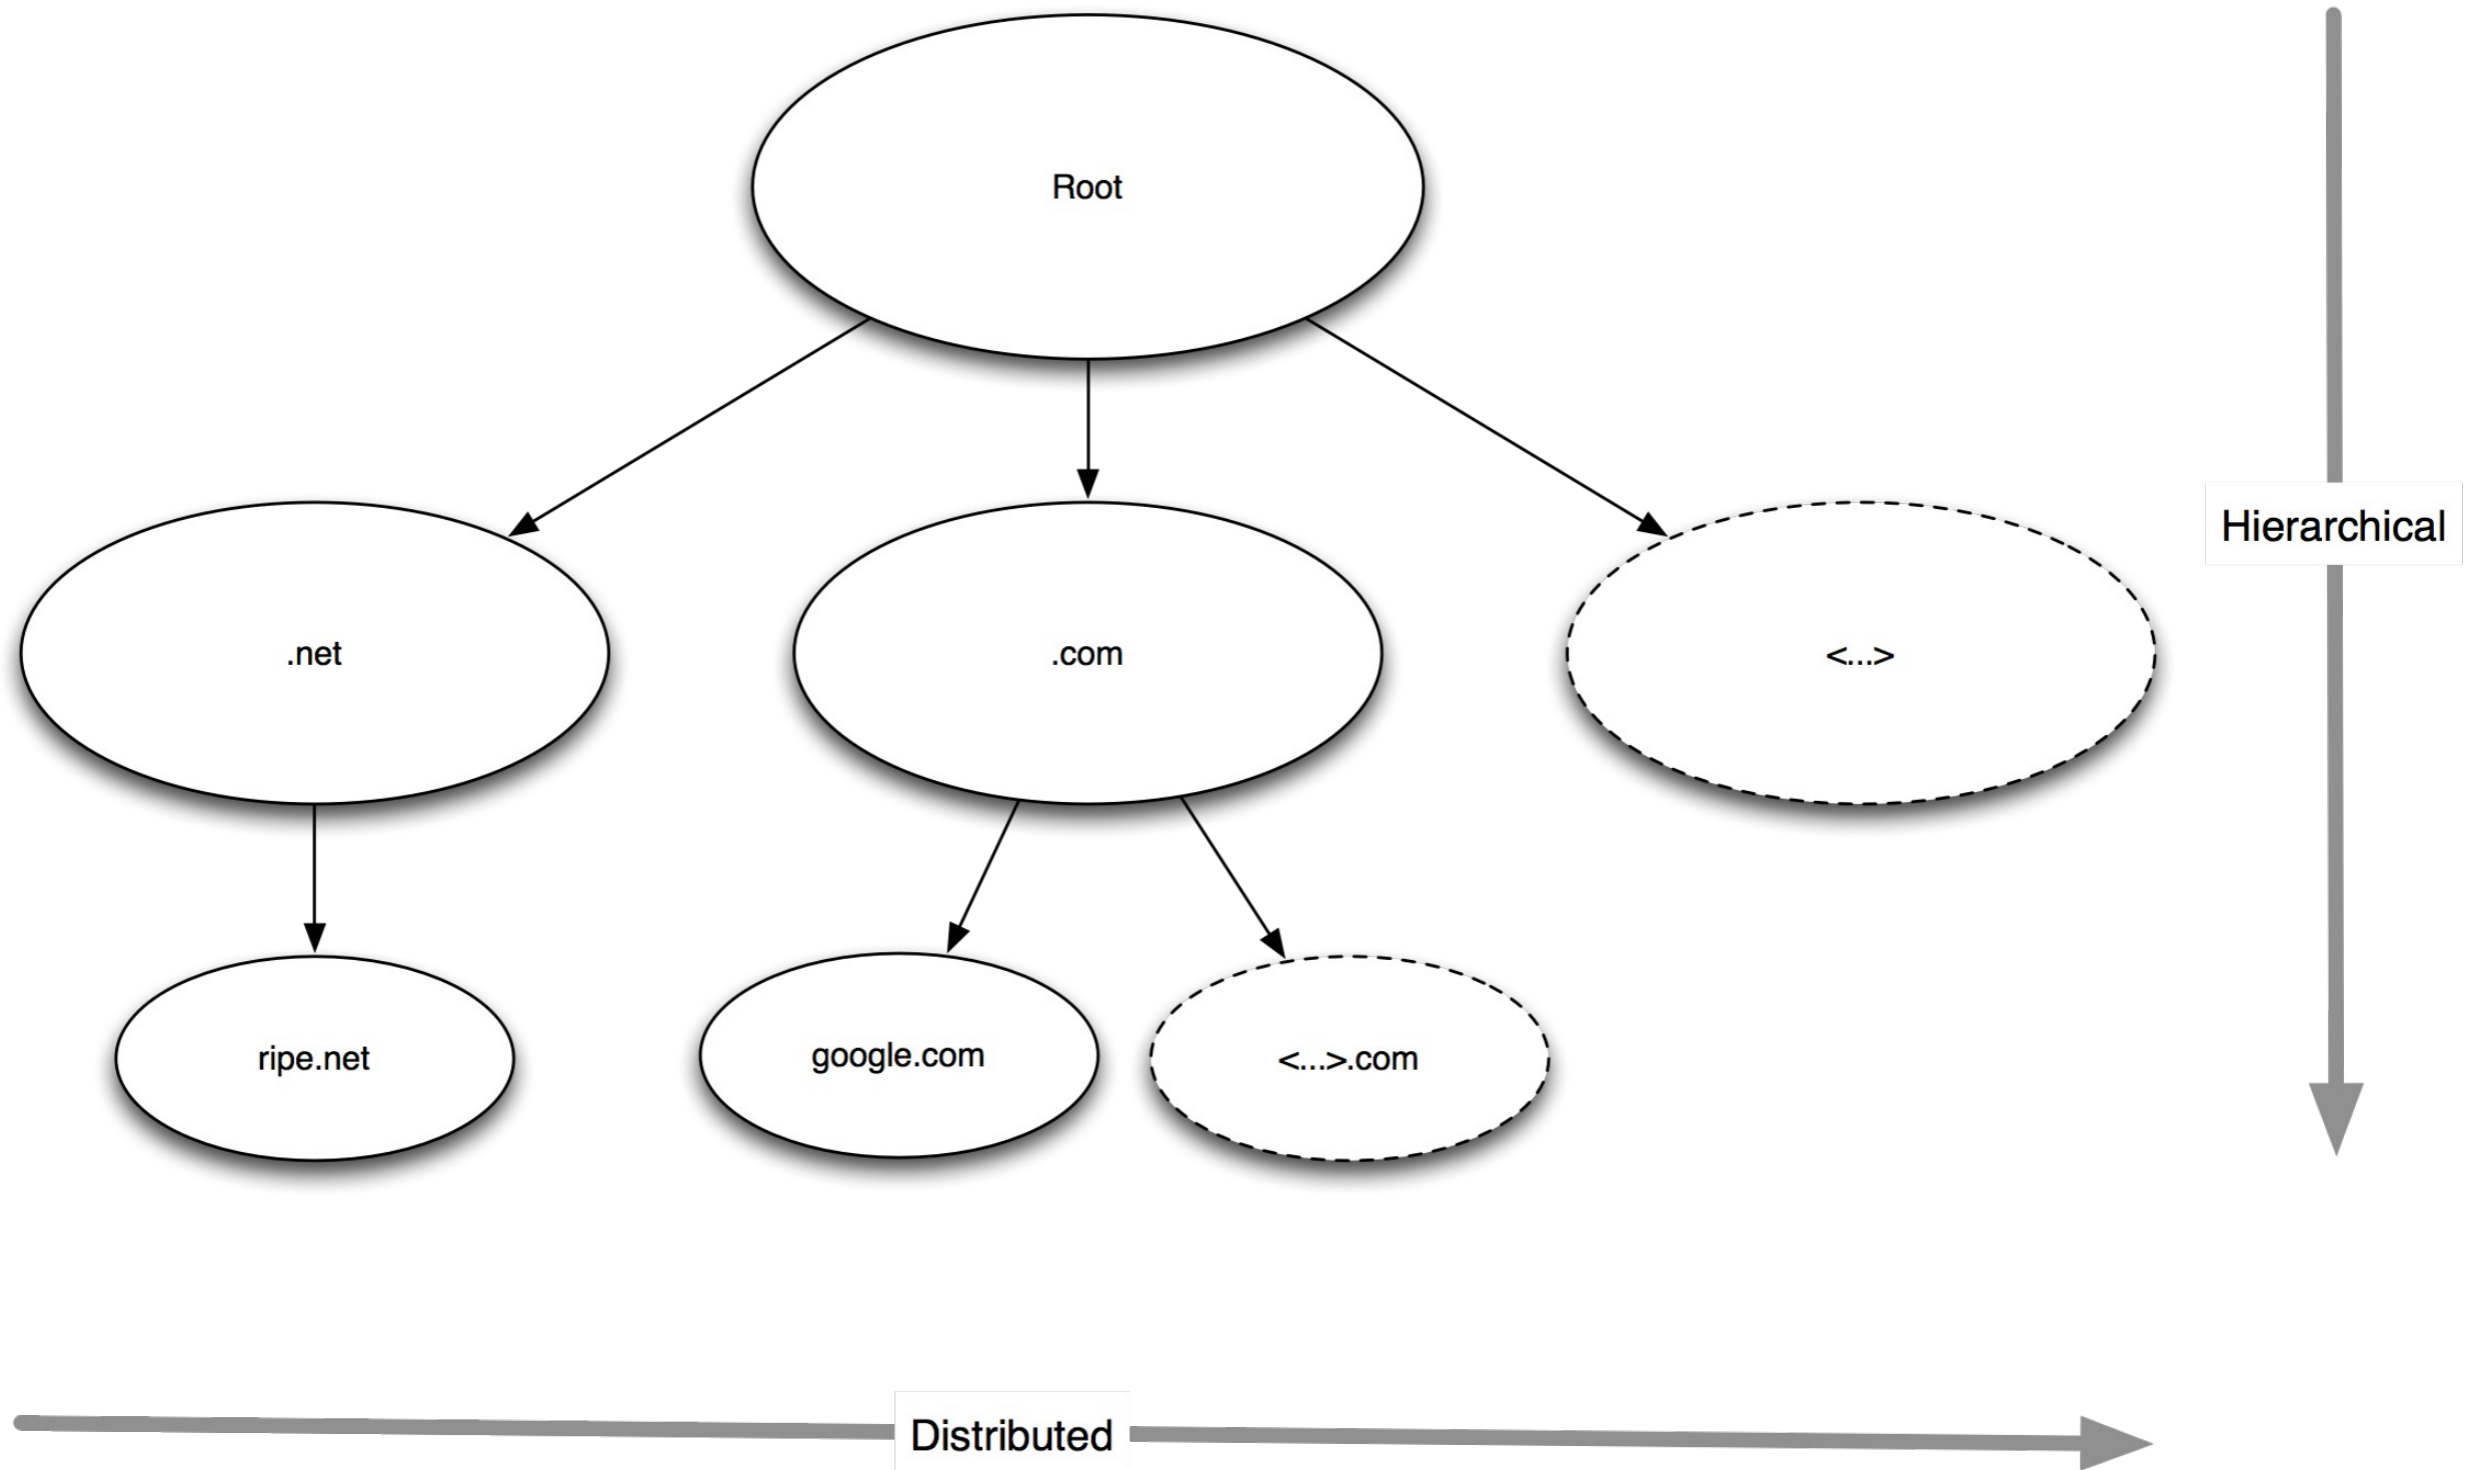 Root
Hierarchical
.net
.com
<...>
ripe.net
google.com
<...>.com
Distributed